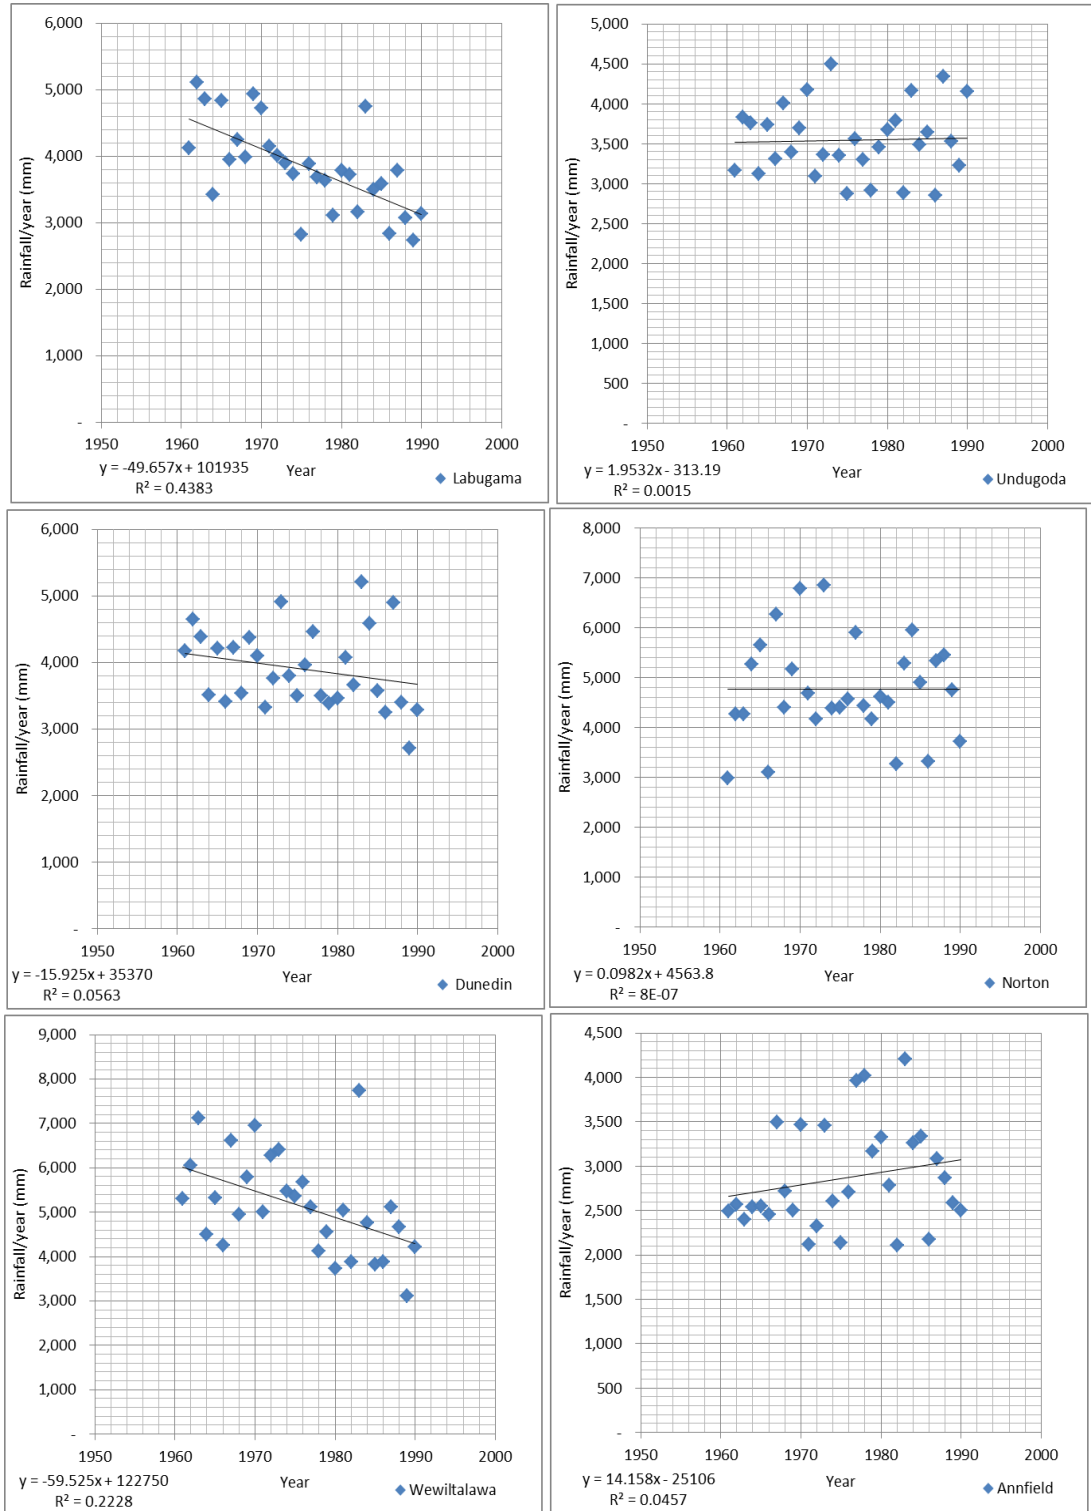 6,000
5,000
4,000
3,000
2,000
1,000
-
Rainfall/year (mm)
1950 1960 1970 1980 1990 2000
y = -49.657x + 101935
R² = 0.4383
Year
Labugama
5,000
4,500
4,000
3,500
3,000
2,500
2,000
1,500
1,000
500
-
Rainfall/year (mm)
1950 1960 1970 1980 1990 2000
y = 1.9532x - 313.19
R² = 0.0015
Year
Undugoda
6,000
5,000
4,000
3,000
2,000
1,000
-
Rainfall/year (mm)
1950 1960 1970 1980 1990 2000
y = -15.925x + 35370
R² = 0.0563
Year
Dunedin
8,000
7,000
6,000
5,000
4,000
3,000
2,000
1,000
-
Rainfall/year (mm)
1950 1960 1970 1980 1990 2000
y = 0.0982x + 4563.8
R² = 8E-07
Year
Norton
9,000
8,000
7,000
6,000
5,000
4,000
3,000
2,000
1,000
-
Rainfall/year (mm)
1950 1960 1970 1980 1990 2000
y = -59.525x + 122750
R² = 0.2228
Year
Wewiltalawa
4,500
4,000
3,500
3,000
2,500
2,000
1,500
1,000
500
-
Rainfall/year (mm)
1950 1960 1970 1980 1990 2000
y = 14.158x - 25106
R² = 0.0457
Year
Annfield